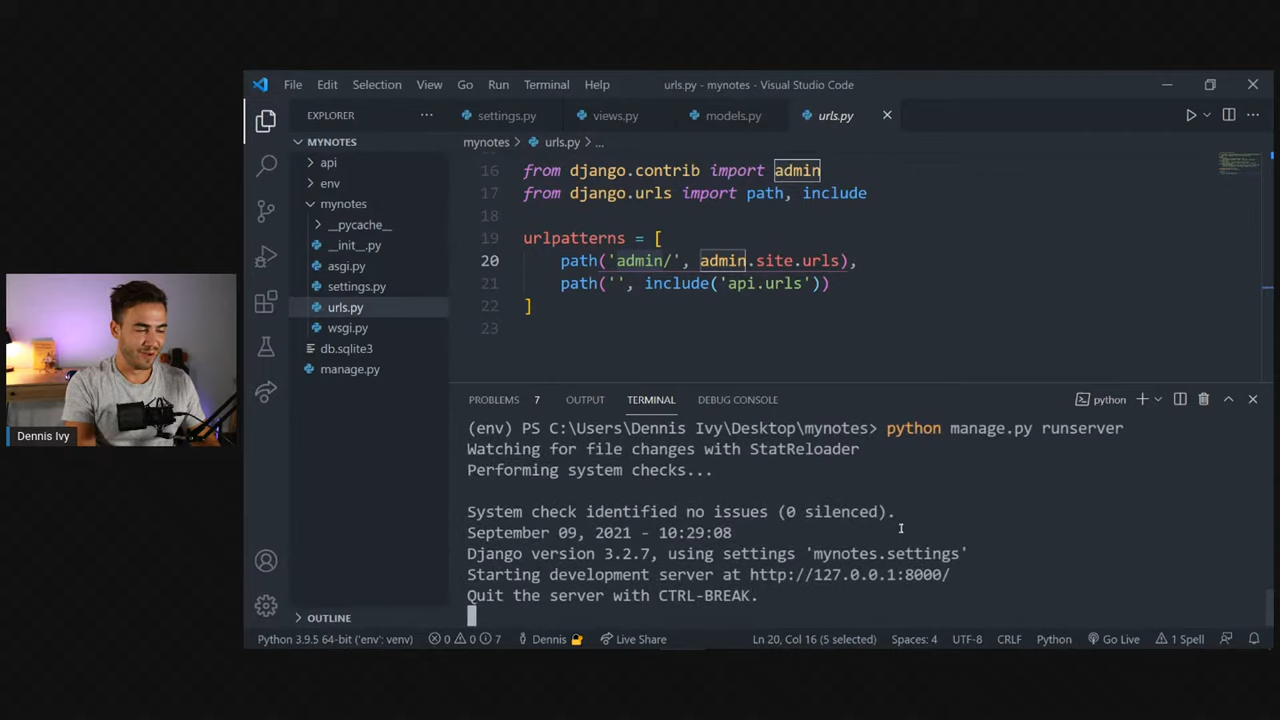 File Edit Selection View Go Run Terminal Help urls.py - mynotes - Visual Studio Code
EXPLORER
settings.py views.py models.py urls.py
MYNOTES
api
env
mynotes
__pycache__
__init__.py
asgi.py
settings.py
urls.py
wsgi.py
db.sqlite3
manage.py
OUTLINE
mynotes > urls.py > ...
16 from django.contrib import admin
17 from django.urls import path, include
18
19 urlpatterns = [
20 path('admin/', admin.site.urls),
21 path('', include('api.urls'))
22 ]
23
PROBLEMS 7 OUTPUT TERMINAL DEBUG CONSOLE python
(env) PS C:\Users\Dennis Ivy\Desktop\mynotes> python manage.py runserver
Watching for file changes with StatReloader
Performing system checks...
System check identified no issues (0 silenced).
September 09, 2021 - 10:29:08
Django version 3.2.7, using settings 'mynotes.settings'
Starting development server at http://127.0.0.1:8000/
Quit the server with CTRL-BREAK.
Python 3.9.5 64-bit ('env': venv) 0 0 7 Dennis Live Share Ln 20, Col 16 (5 selected) Spaces: 4 UTF-8 CRLF Python Go Live 1 Spell
Dennis Ivy